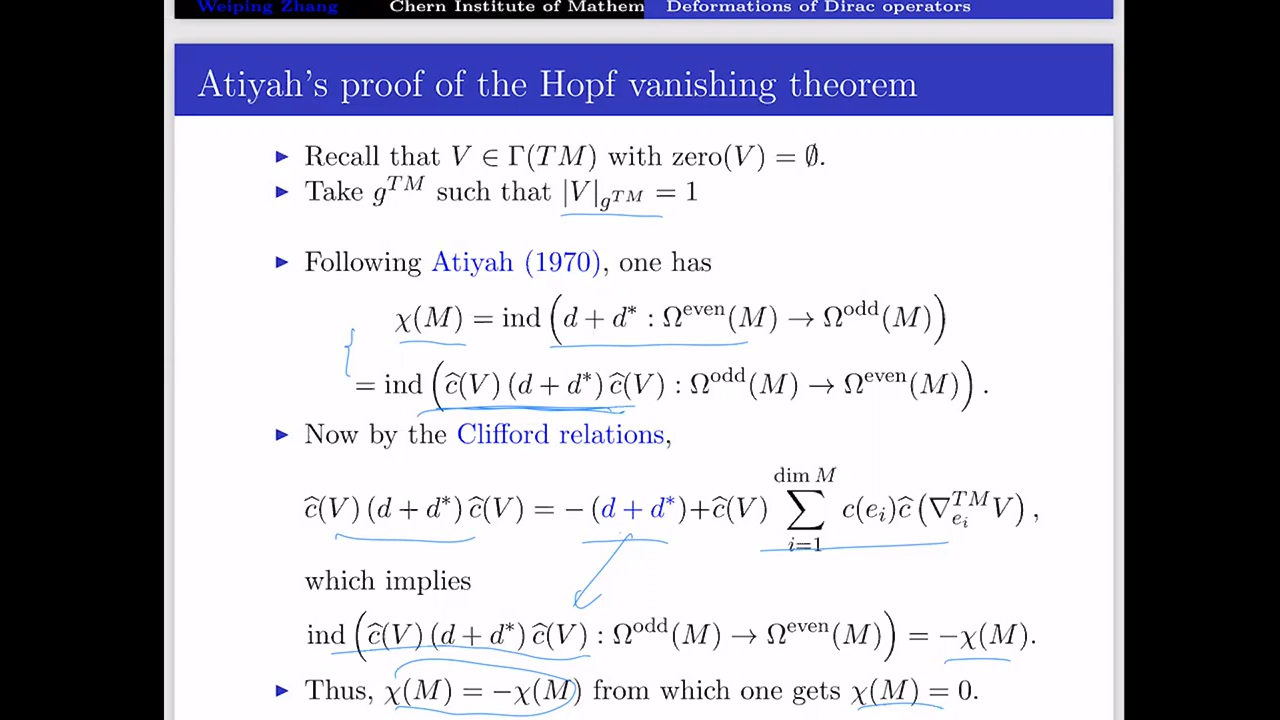 Weiping Zhang Chern Institute of Mathem Deformations of Dirac operators
Atiyah's proof of the Hopf vanishing theorem
▶ Recall that V ∈ Γ(TM) with zero(V) = ∅.
▶ Take g^{TM} such that |V|_{g^{TM}} = 1
▶ Following Atiyah (1970), one has
χ(M) = ind (d + d* : Ω^{even}(M) → Ω^{odd}(M))
= ind (ĉ(V) (d + d*) ĉ(V) : Ω^{odd}(M) → Ω^{even}(M)) .
▶ Now by the Clifford relations,
ĉ(V) (d + d*) ĉ(V) = − (d + d*)+ĉ(V) ∑_{i=1}^{dim M} c(e_i)ĉ (∇^{TM}_{e_i} V) ,
which implies
ind (ĉ(V) (d + d*) ĉ(V) : Ω^{odd}(M) → Ω^{even}(M)) = −χ(M).
▶ Thus, χ(M) = −χ(M) from which one gets χ(M) = 0.